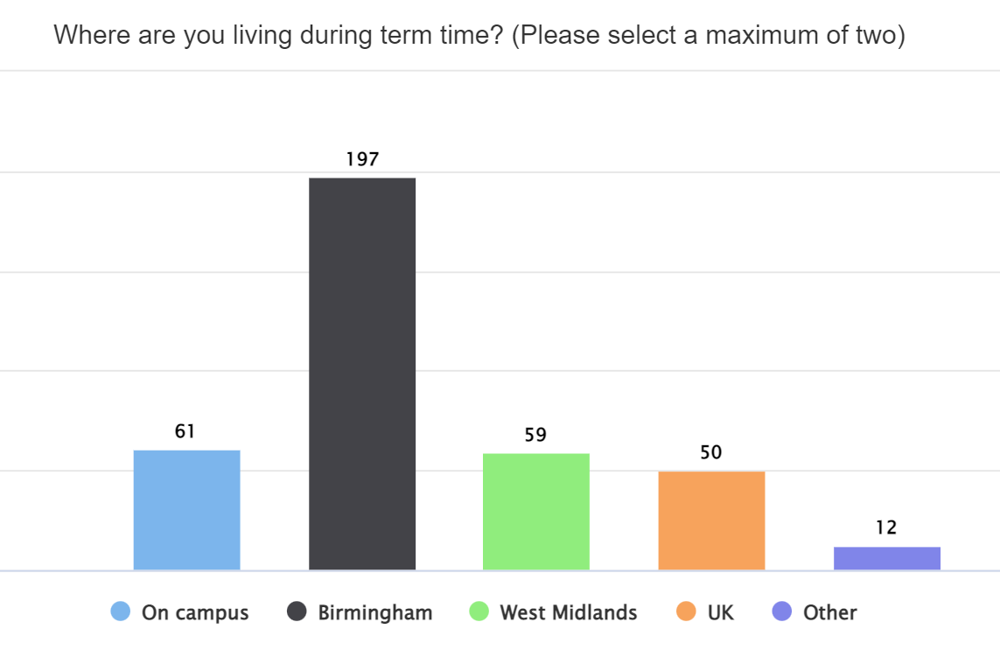 Where are you living during term time? (Please select a maximum of two)
197
61
59
50
12
On campus
Birmingham
West Midlands
UK
Other